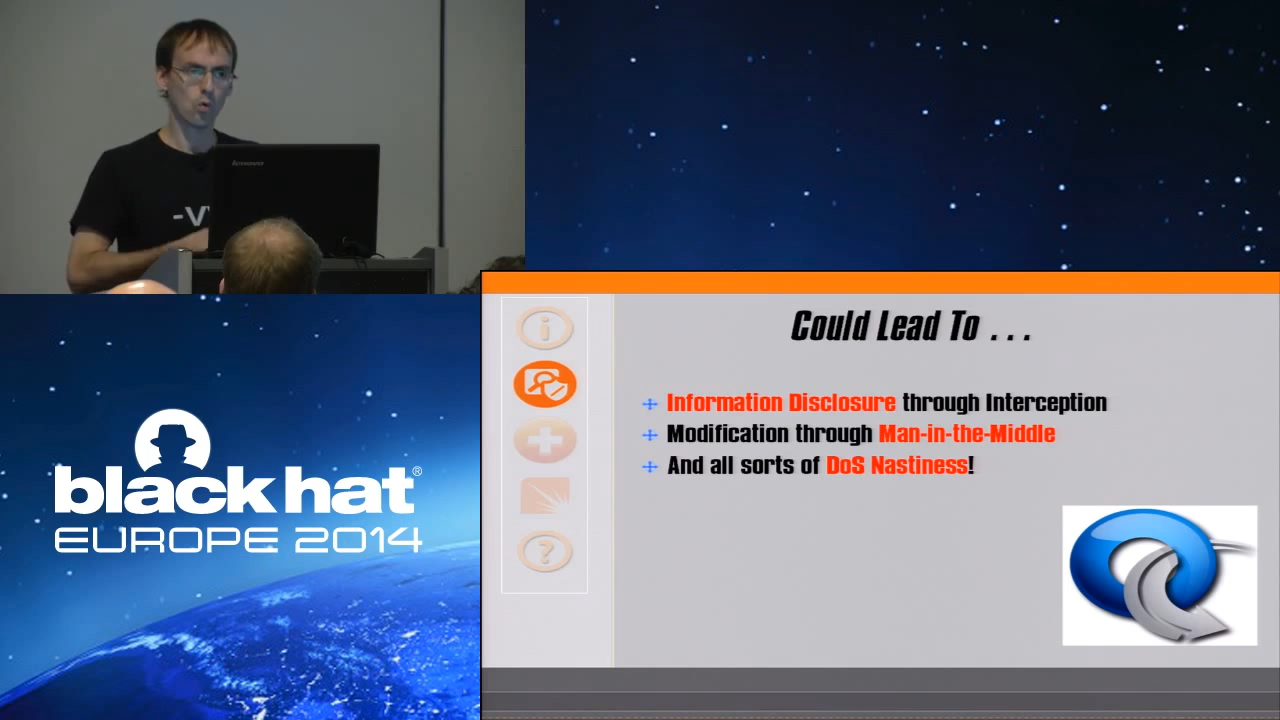 lenovo
-V
Could Lead To . . .
Information Disclosure through Interception
Modification through Man-in-the-Middle
And all sorts of DoS Nastiness!
black hat®
EUROPE 2014